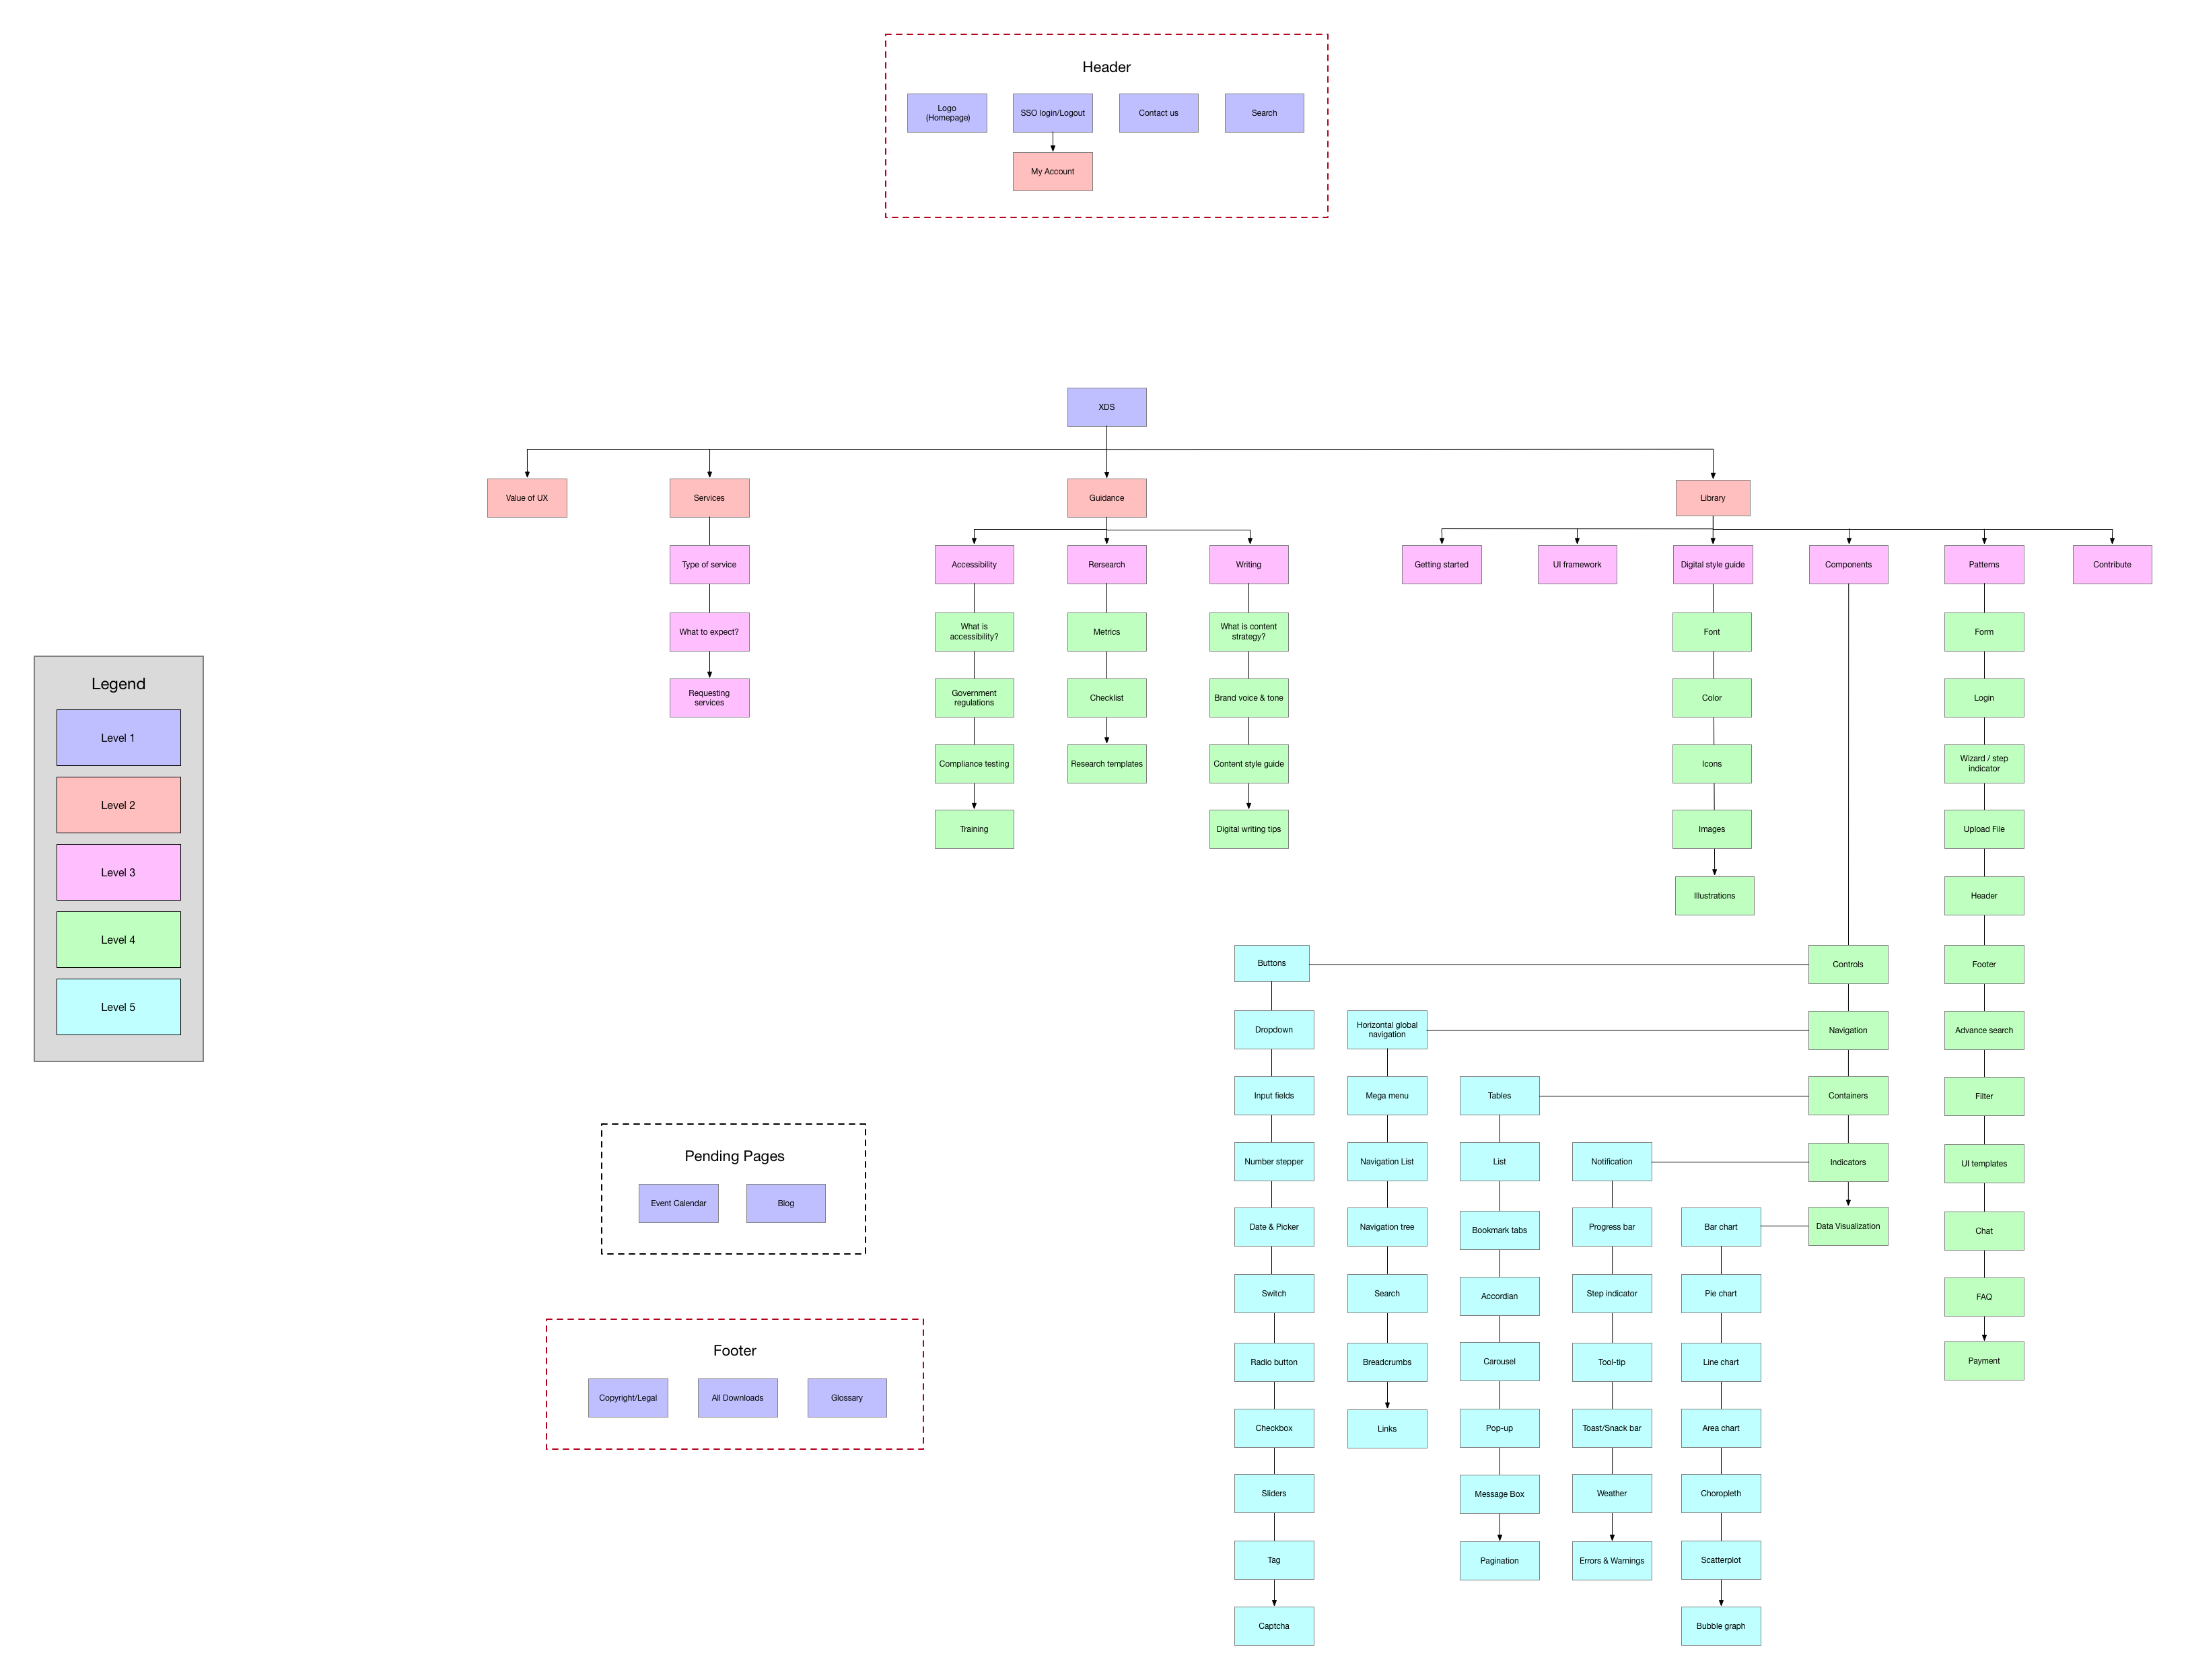 Header
Logo
(Homepage)
SSO login/Logout
Contact us
Search
My Account
XDS
Value of UX
Services
Guidance
Library
Type of service
What to expect?
Requesting
services
Accessibility
What is
accessibility?
Government
regulations
Compliance testing
Training
Rersearch
Metrics
Checklist
Research templates
Writing
What is content
strategy?
Brand voice & tone
Content style guide
Digital writing tips
Getting started
UI framework
Digital style guide
Font
Color
Icons
Images
Illustrations
Components
Controls
Navigation
Containers
Indicators
Data Visualization
Buttons
Dropdown
Input fields
Number stepper
Date & Picker
Switch
Radio button
Checkbox
Sliders
Tag
Captcha
Horizontal global
navigation
Mega menu
Navigation List
Navigation tree
Search
Breadcrumbs
Links
Tables
List
Bookmark tabs
Accordian
Carousel
Pop-up
Message Box
Pagination
Notification
Progress bar
Step indicator
Tool-tip
Toast/Snack bar
Weather
Errors & Warnings
Bar chart
Pie chart
Line chart
Area chart
Choropleth
Scatterplot
Bubble graph
Patterns
Form
Login
Wizard / step
indicator
Upload File
Header
Footer
Advance search
Filter
UI templates
Chat
FAQ
Payment
Contribute
Legend
Level 1
Level 2
Level 3
Level 4
Level 5
Pending Pages
Event Calendar
Blog
Footer
Copyright/Legal
All Downloads
Glossary